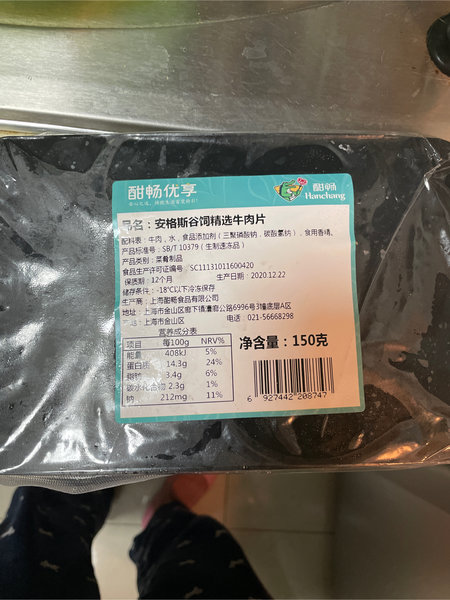 酣畅优享
酣畅
Hanchang
品名：安格斯谷饲精选牛肉片
配料表：牛肉，水，食品添加剂（三聚磷酸钠，碳酸氢钠），食用香精，
产品标准号：SB/T 10379（生制速冻品）
产品类别：菜肴制品
食品生产许可证编号：SC11131011600420
保质期：12个月 生产日期：2020.12.22
储存条件：-18℃以下冷冻保存
生产商：上海酣畅食品有限公司
地址：上海市金山区廊下镇漕廊公路6996号3幢底层A区
产地：上海市金山区 电话：021-56668298
营养成分表
项目 每100g NRV%
能量 408kJ 5%
蛋白质 14.3g 24%
脂肪 3.4g 6%
碳水化合物 2.3g 1%
钠 212mg 11%
净含量：150克
6 927442 208747